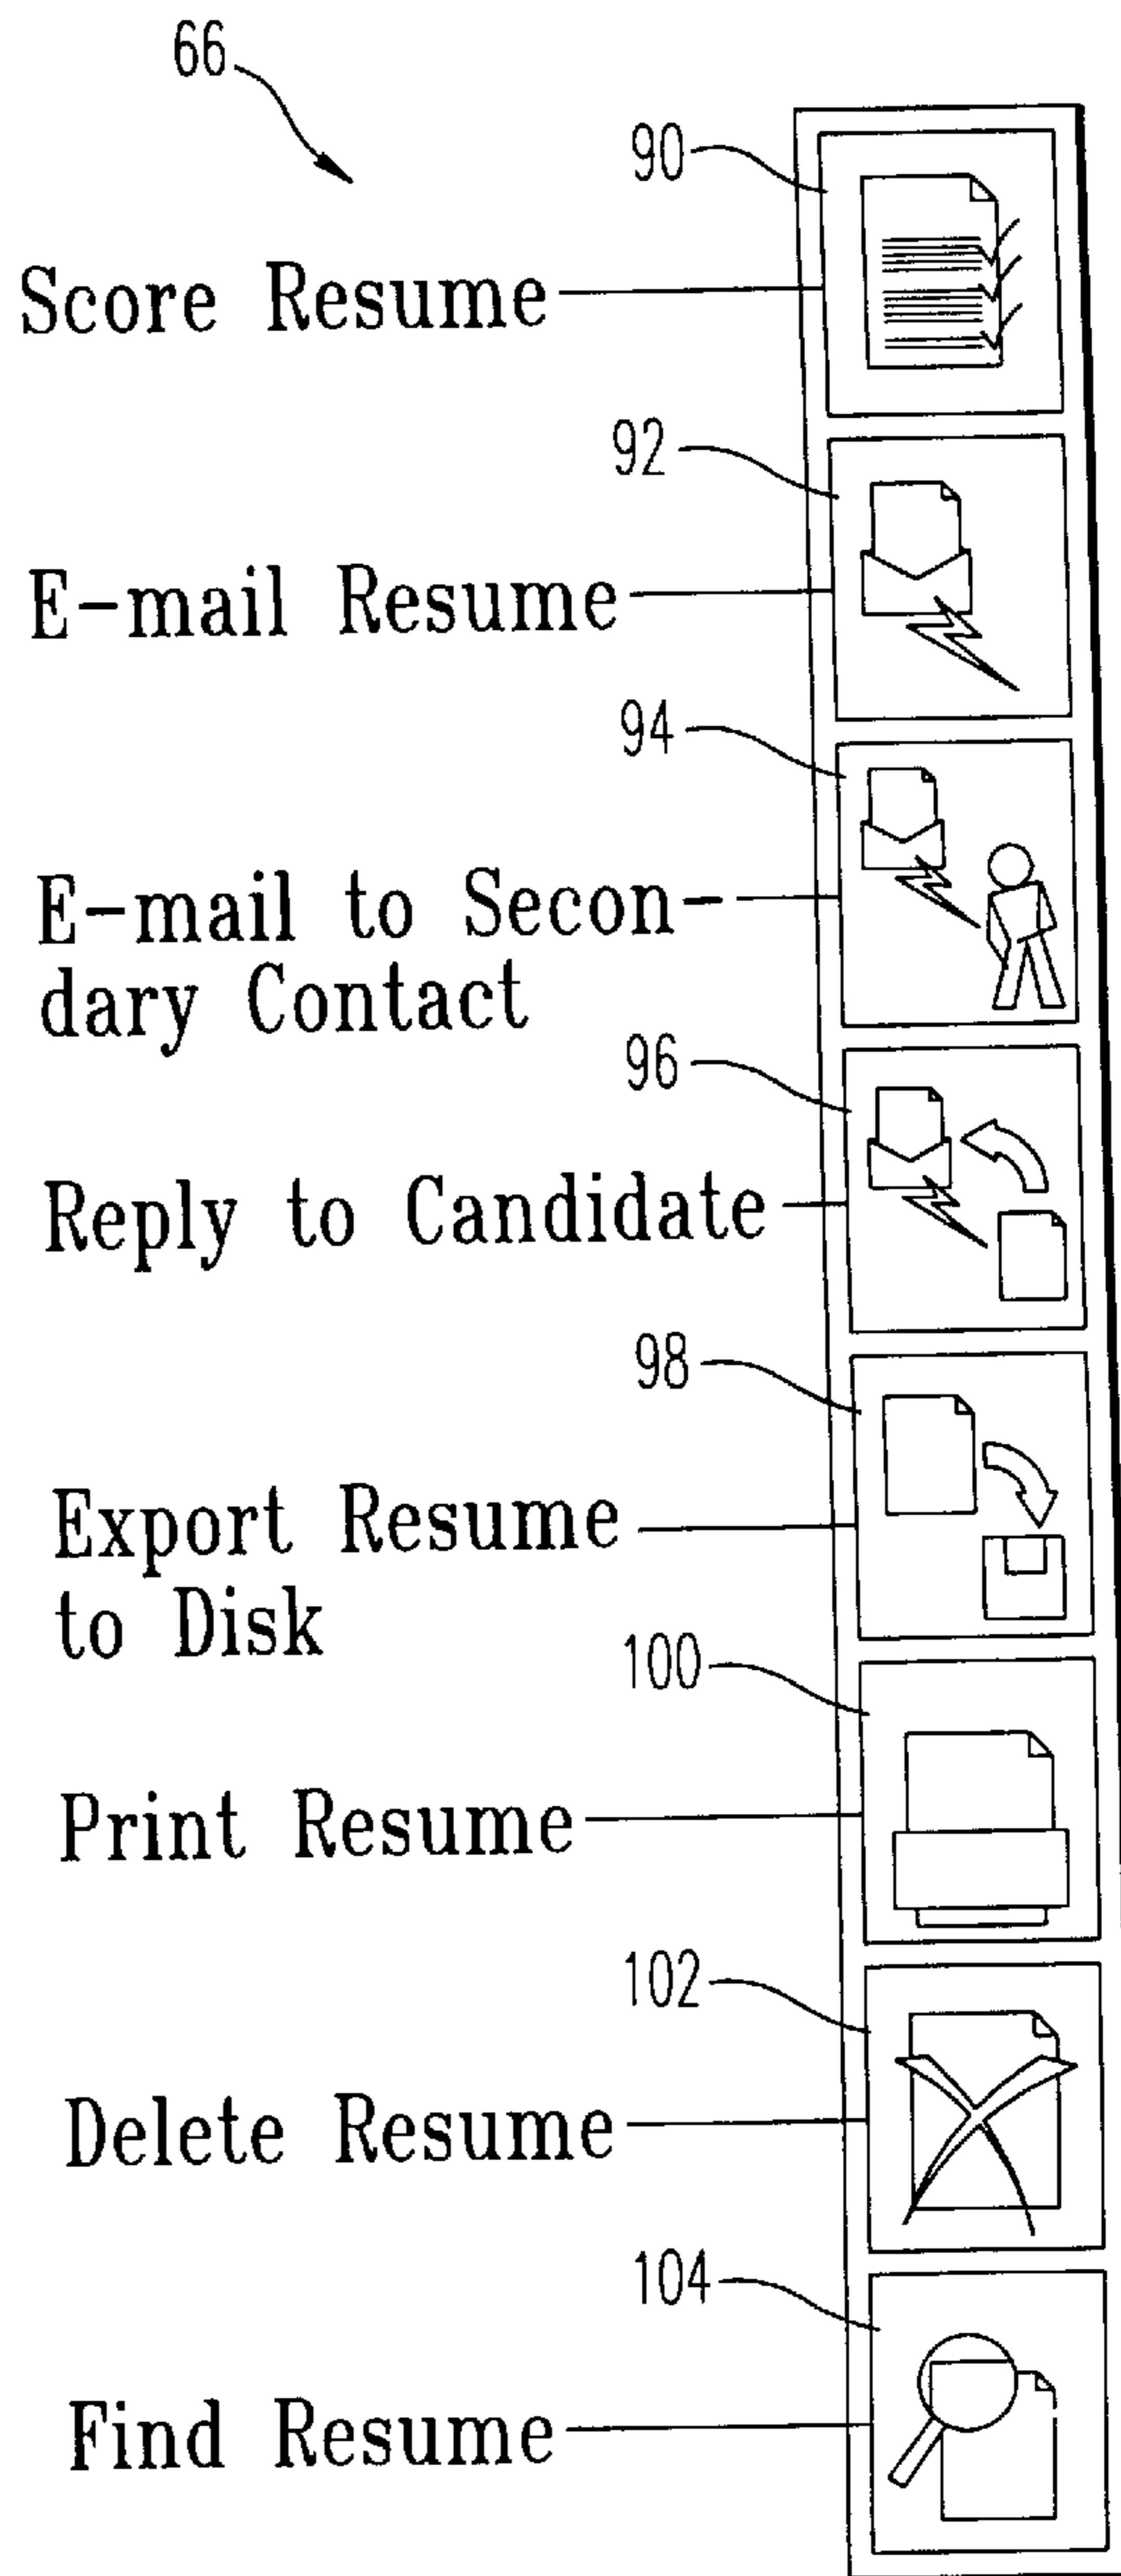 66
90
Score Resume
92
E-mail Resume
94
E-mail to Secon-
dary Contact
96
Reply to Candidate
98
Export Resume
to Disk
100
Print Resume
102
Delete Resume
104
Find Resume